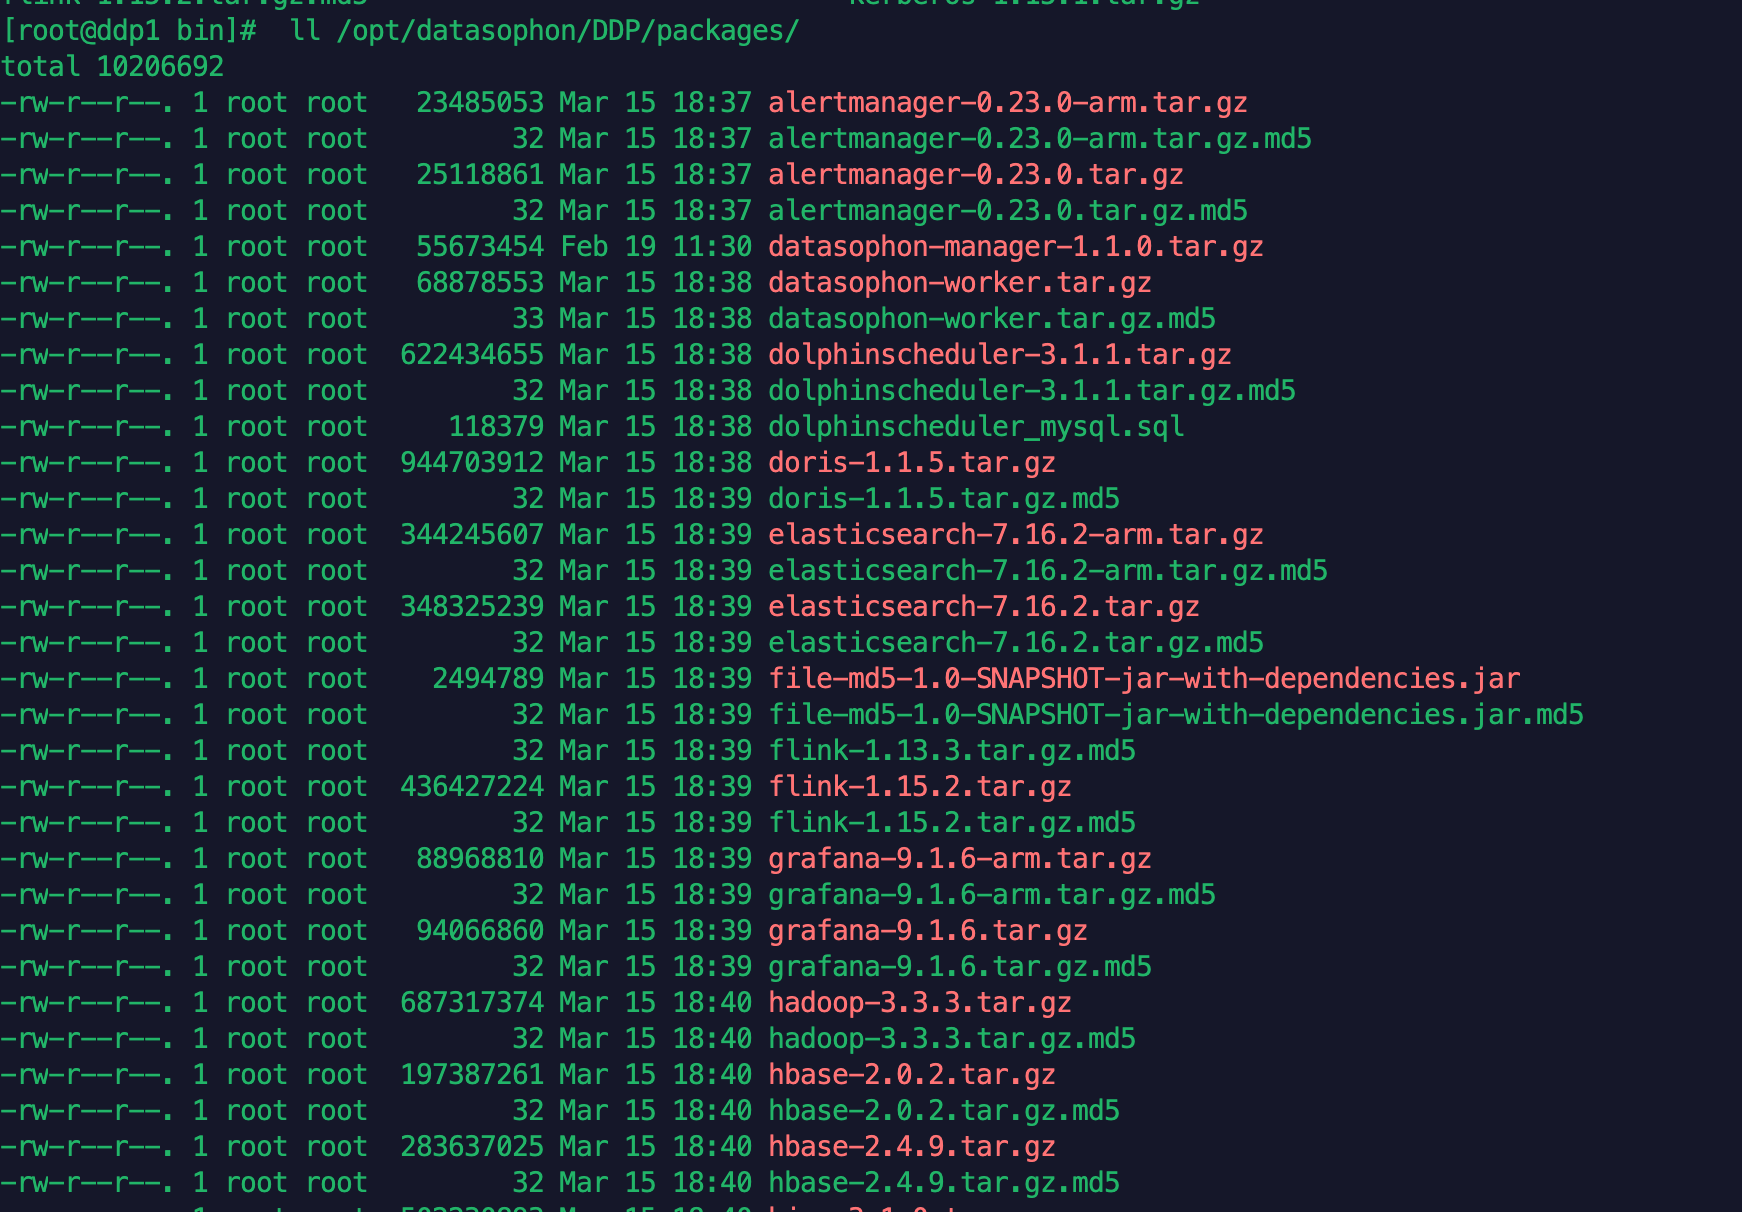 flink-1.15.2.tar.gz.md5 kerberos-1.15.1.tar.gz
[root@ddp1 bin]#  ll /opt/datasophon/DDP/packages/
total 10206692
-rw-r--r--. 1 root root   23485053 Mar 15 18:37 alertmanager-0.23.0-arm.tar.gz
-rw-r--r--. 1 root root         32 Mar 15 18:37 alertmanager-0.23.0-arm.tar.gz.md5
-rw-r--r--. 1 root root   25118861 Mar 15 18:37 alertmanager-0.23.0.tar.gz
-rw-r--r--. 1 root root         32 Mar 15 18:37 alertmanager-0.23.0.tar.gz.md5
-rw-r--r--. 1 root root   55673454 Feb 19 11:30 datasophon-manager-1.1.0.tar.gz
-rw-r--r--. 1 root root   68878553 Mar 15 18:38 datasophon-worker.tar.gz
-rw-r--r--. 1 root root         33 Mar 15 18:38 datasophon-worker.tar.gz.md5
-rw-r--r--. 1 root root  622434655 Mar 15 18:38 dolphinscheduler-3.1.1.tar.gz
-rw-r--r--. 1 root root         32 Mar 15 18:38 dolphinscheduler-3.1.1.tar.gz.md5
-rw-r--r--. 1 root root     118379 Mar 15 18:38 dolphinscheduler_mysql.sql
-rw-r--r--. 1 root root  944703912 Mar 15 18:38 doris-1.1.5.tar.gz
-rw-r--r--. 1 root root         32 Mar 15 18:39 doris-1.1.5.tar.gz.md5
-rw-r--r--. 1 root root  344245607 Mar 15 18:39 elasticsearch-7.16.2-arm.tar.gz
-rw-r--r--. 1 root root         32 Mar 15 18:39 elasticsearch-7.16.2-arm.tar.gz.md5
-rw-r--r--. 1 root root  348325239 Mar 15 18:39 elasticsearch-7.16.2.tar.gz
-rw-r--r--. 1 root root         32 Mar 15 18:39 elasticsearch-7.16.2.tar.gz.md5
-rw-r--r--. 1 root root    2494789 Mar 15 18:39 file-md5-1.0-SNAPSHOT-jar-with-dependencies.jar
-rw-r--r--. 1 root root         32 Mar 15 18:39 file-md5-1.0-SNAPSHOT-jar-with-dependencies.jar.md5
-rw-r--r--. 1 root root         32 Mar 15 18:39 flink-1.13.3.tar.gz.md5
-rw-r--r--. 1 root root  436427224 Mar 15 18:39 flink-1.15.2.tar.gz
-rw-r--r--. 1 root root         32 Mar 15 18:39 flink-1.15.2.tar.gz.md5
-rw-r--r--. 1 root root   88968810 Mar 15 18:39 grafana-9.1.6-arm.tar.gz
-rw-r--r--. 1 root root         32 Mar 15 18:39 grafana-9.1.6-arm.tar.gz.md5
-rw-r--r--. 1 root root   94066860 Mar 15 18:39 grafana-9.1.6.tar.gz
-rw-r--r--. 1 root root         32 Mar 15 18:39 grafana-9.1.6.tar.gz.md5
-rw-r--r--. 1 root root  687317374 Mar 15 18:40 hadoop-3.3.3.tar.gz
-rw-r--r--. 1 root root         32 Mar 15 18:40 hadoop-3.3.3.tar.gz.md5
-rw-r--r--. 1 root root  197387261 Mar 15 18:40 hbase-2.0.2.tar.gz
-rw-r--r--. 1 root root         32 Mar 15 18:40 hbase-2.0.2.tar.gz.md5
-rw-r--r--. 1 root root  283637025 Mar 15 18:40 hbase-2.4.9.tar.gz
-rw-r--r--. 1 root root         32 Mar 15 18:40 hbase-2.4.9.tar.gz.md5
1 root root Mar 15 18:40